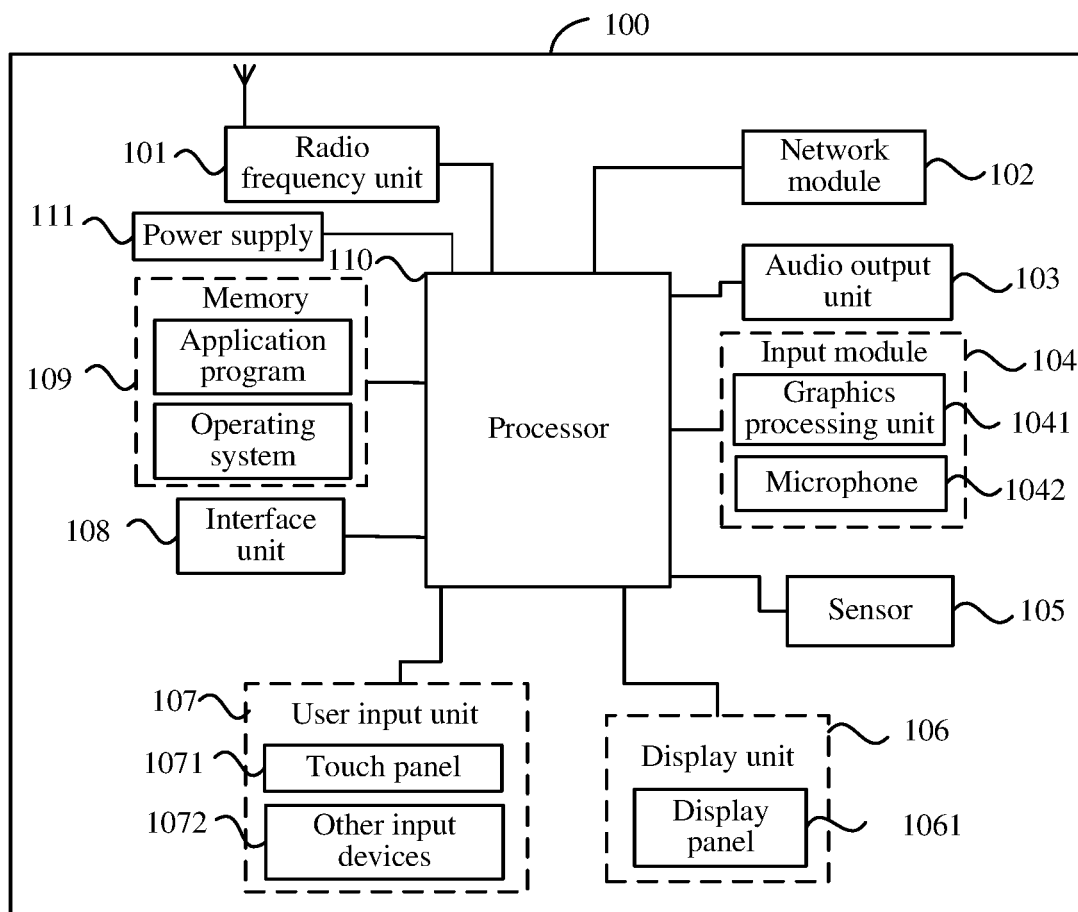 100
101
Radio
frequency unit
Network
module
102
111
Power supply
110
Audio output
unit
103
Memory
Application
program
Operating
system
109
Processor
Input module
104
Graphics
processing unit
1041
Microphone
1042
108
Interface
unit
Sensor
105
107
User input unit
1071
Touch panel
1072
Other input
devices
106
Display unit
Display
panel
1061